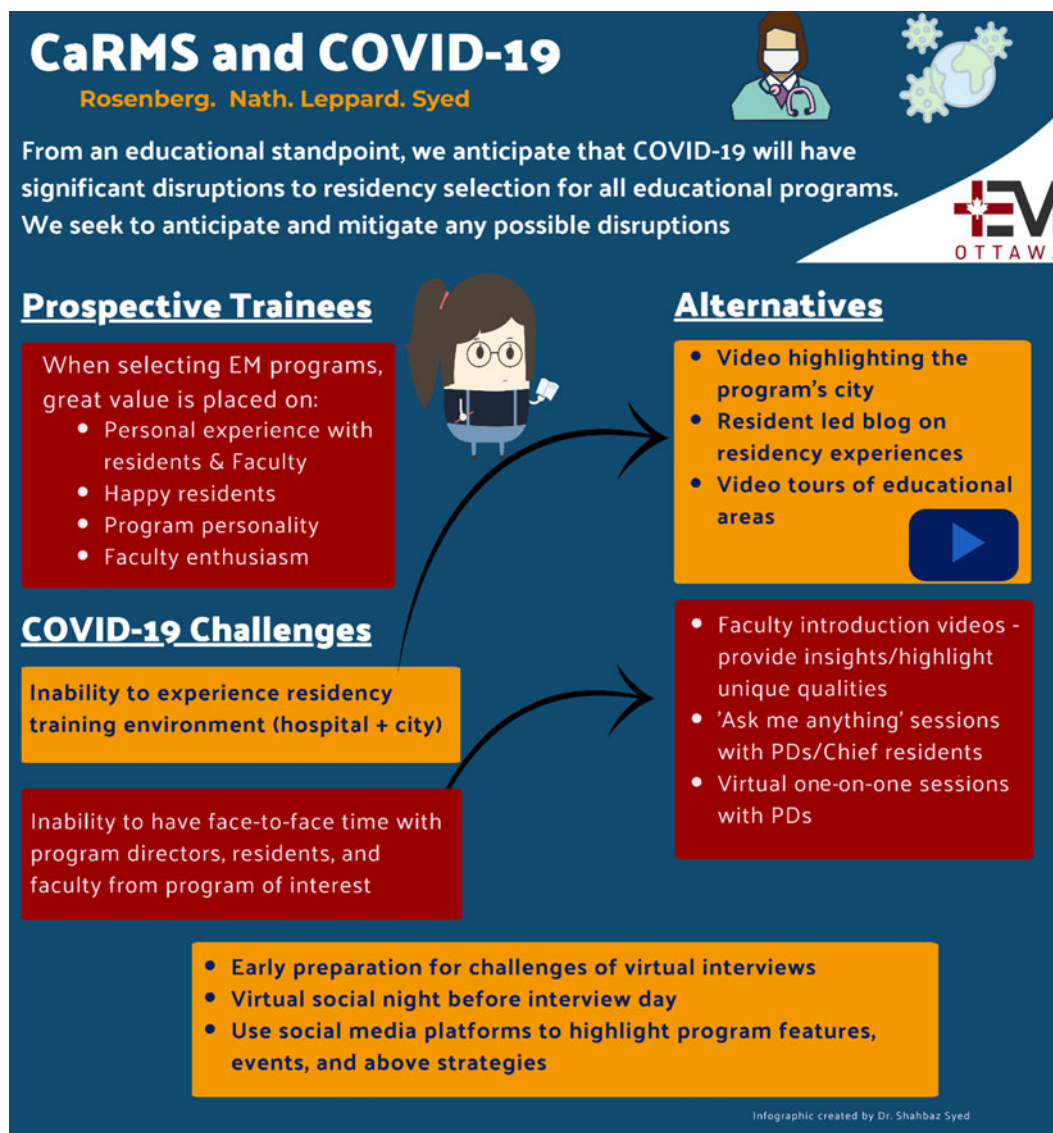 CaRMS and COVID-19
Rosenberg. Nath. Leppard. Syed
From an educational standpoint, we anticipate that COVID-19 will have
significant disruptions to residency selection for all educational programs.
We seek to anticipate and mitigate any possible disruptions
EM
OTTAWA
Prospective Trainees
When selecting EM programs,
great value is placed on:
• Personal experience with
residents & Faculty
• Happy residents
• Program personality
• Faculty enthusiasm
COVID-19 Challenges
Inability to experience residency
training environment (hospital + city)
Inability to have face-to-face time with
program directors, residents, and
faculty from program of interest
Alternatives
• Video highlighting the
program's city
• Resident led blog on
residency experiences
• Video tours of educational
areas
• Faculty introduction videos -
provide insights/highlight
unique qualities
• 'Ask me anything' sessions
with PDs/Chief residents
• Virtual one-on-one sessions
with PDs
• Early preparation for challenges of virtual interviews
• Virtual social night before interview day
• Use social media platforms to highlight program features,
events, and above strategies
Infographic created by Dr. Shahbaz Syed